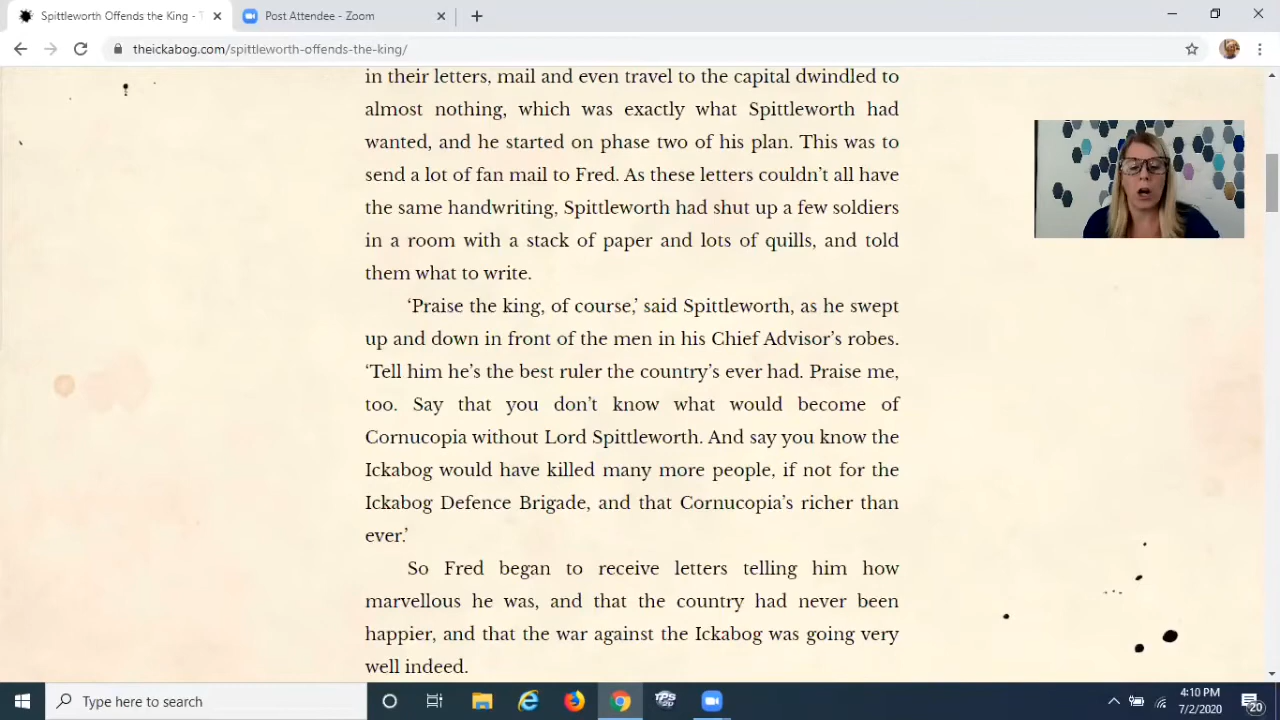 Spittleworth Offends the King - T
Post Attendee - Zoom
theickabog.com/spittleworth-offends-the-king/
in their letters, mail and even travel to the capital dwindled to
almost nothing, which was exactly what Spittleworth had
wanted, and he started on phase two of his plan. This was to
send a lot of fan mail to Fred. As these letters couldn’t all have
the same handwriting, Spittleworth had shut up a few soldiers
in a room with a stack of paper and lots of quills, and told
them what to write.
‘Praise the king, of course,’ said Spittleworth, as he swept
up and down in front of the men in his Chief Advisor’s robes.
‘Tell him he’s the best ruler the country’s ever had. Praise me,
too. Say that you don’t know what would become of
Cornucopia without Lord Spittleworth. And say you know the
Ickabog would have killed many more people, if not for the
Ickabog Defence Brigade, and that Cornucopia’s richer than
ever.’
So Fred began to receive letters telling him how
marvellous he was, and that the country had never been
happier, and that the war against the Ickabog was going very
well indeed.
Type here to search
TPS
4:10 PM
7/2/2020
20